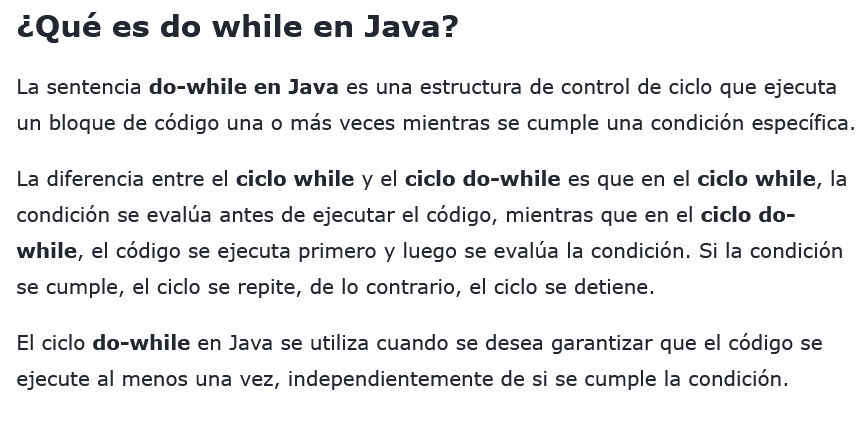 ¿Qué es do while en Java?
La sentencia do-while en Java es una estructura de control de ciclo que ejecuta
un bloque de código una o más veces mientras se cumple una condición específica.
La diferencia entre el ciclo while y el ciclo do-while es que en el ciclo while, la
condición se evalúa antes de ejecutar el código, mientras que en el ciclo do-
while, el código se ejecuta primero y luego se evalúa la condición. Si la condición
se cumple, el ciclo se repite, de lo contrario, el ciclo se detiene.
El ciclo do-while en Java se utiliza cuando se desea garantizar que el código se
ejecute al menos una vez, independientemente de si se cumple la condición.